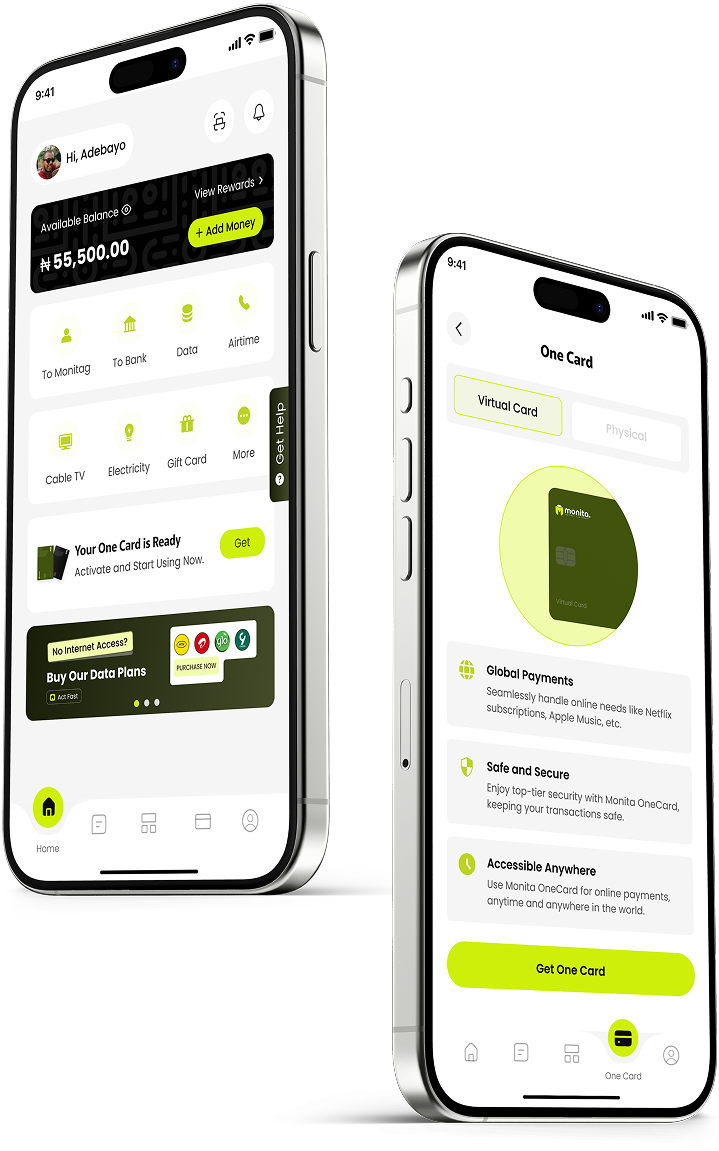 9:41
Hi, Adebayo
Available Balance
View Rewards
₦ 55,500.00
+ Add Money
To Monitag
To Bank
Data
Airtime
Cable TV
Electricity
Gift Card
More
Get Help
Your One Card is Ready
Activate and Start Using Now.
Get
No Internet Access?
Buy Our Data Plans
Act Fast
glo
PURCHASE NOW
Home
9:41
One Card
Virtual Card
Physical
monita.
Virtual Card
Global Payments
Seamlessly handle online needs like Netflix
subscriptions, Apple Music, etc.
Safe and Secure
Enjoy top-tier security with Monita OneCard,
keeping your transactions safe.
Accessible Anywhere
Use Monita OneCard for online payments,
anytime and anywhere in the world.
Get One Card
One Card